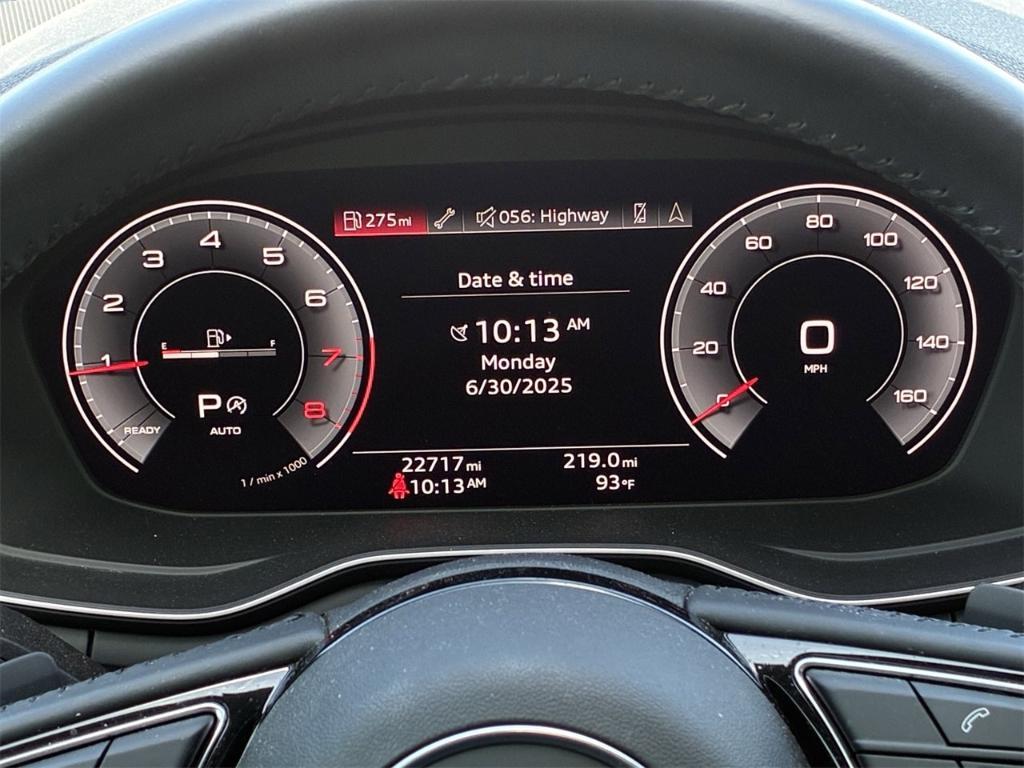 275mi
056: Highway
Date & time
10:13 AM
Monday
6/30/2025
22717mi
219.0mi
10:13AM
93°F
1
2
3
4
5
6
7
8
E
F
P
AUTO
READY
1 / min x 1000
0
20
40
60
80
100
120
140
160
0
MPH